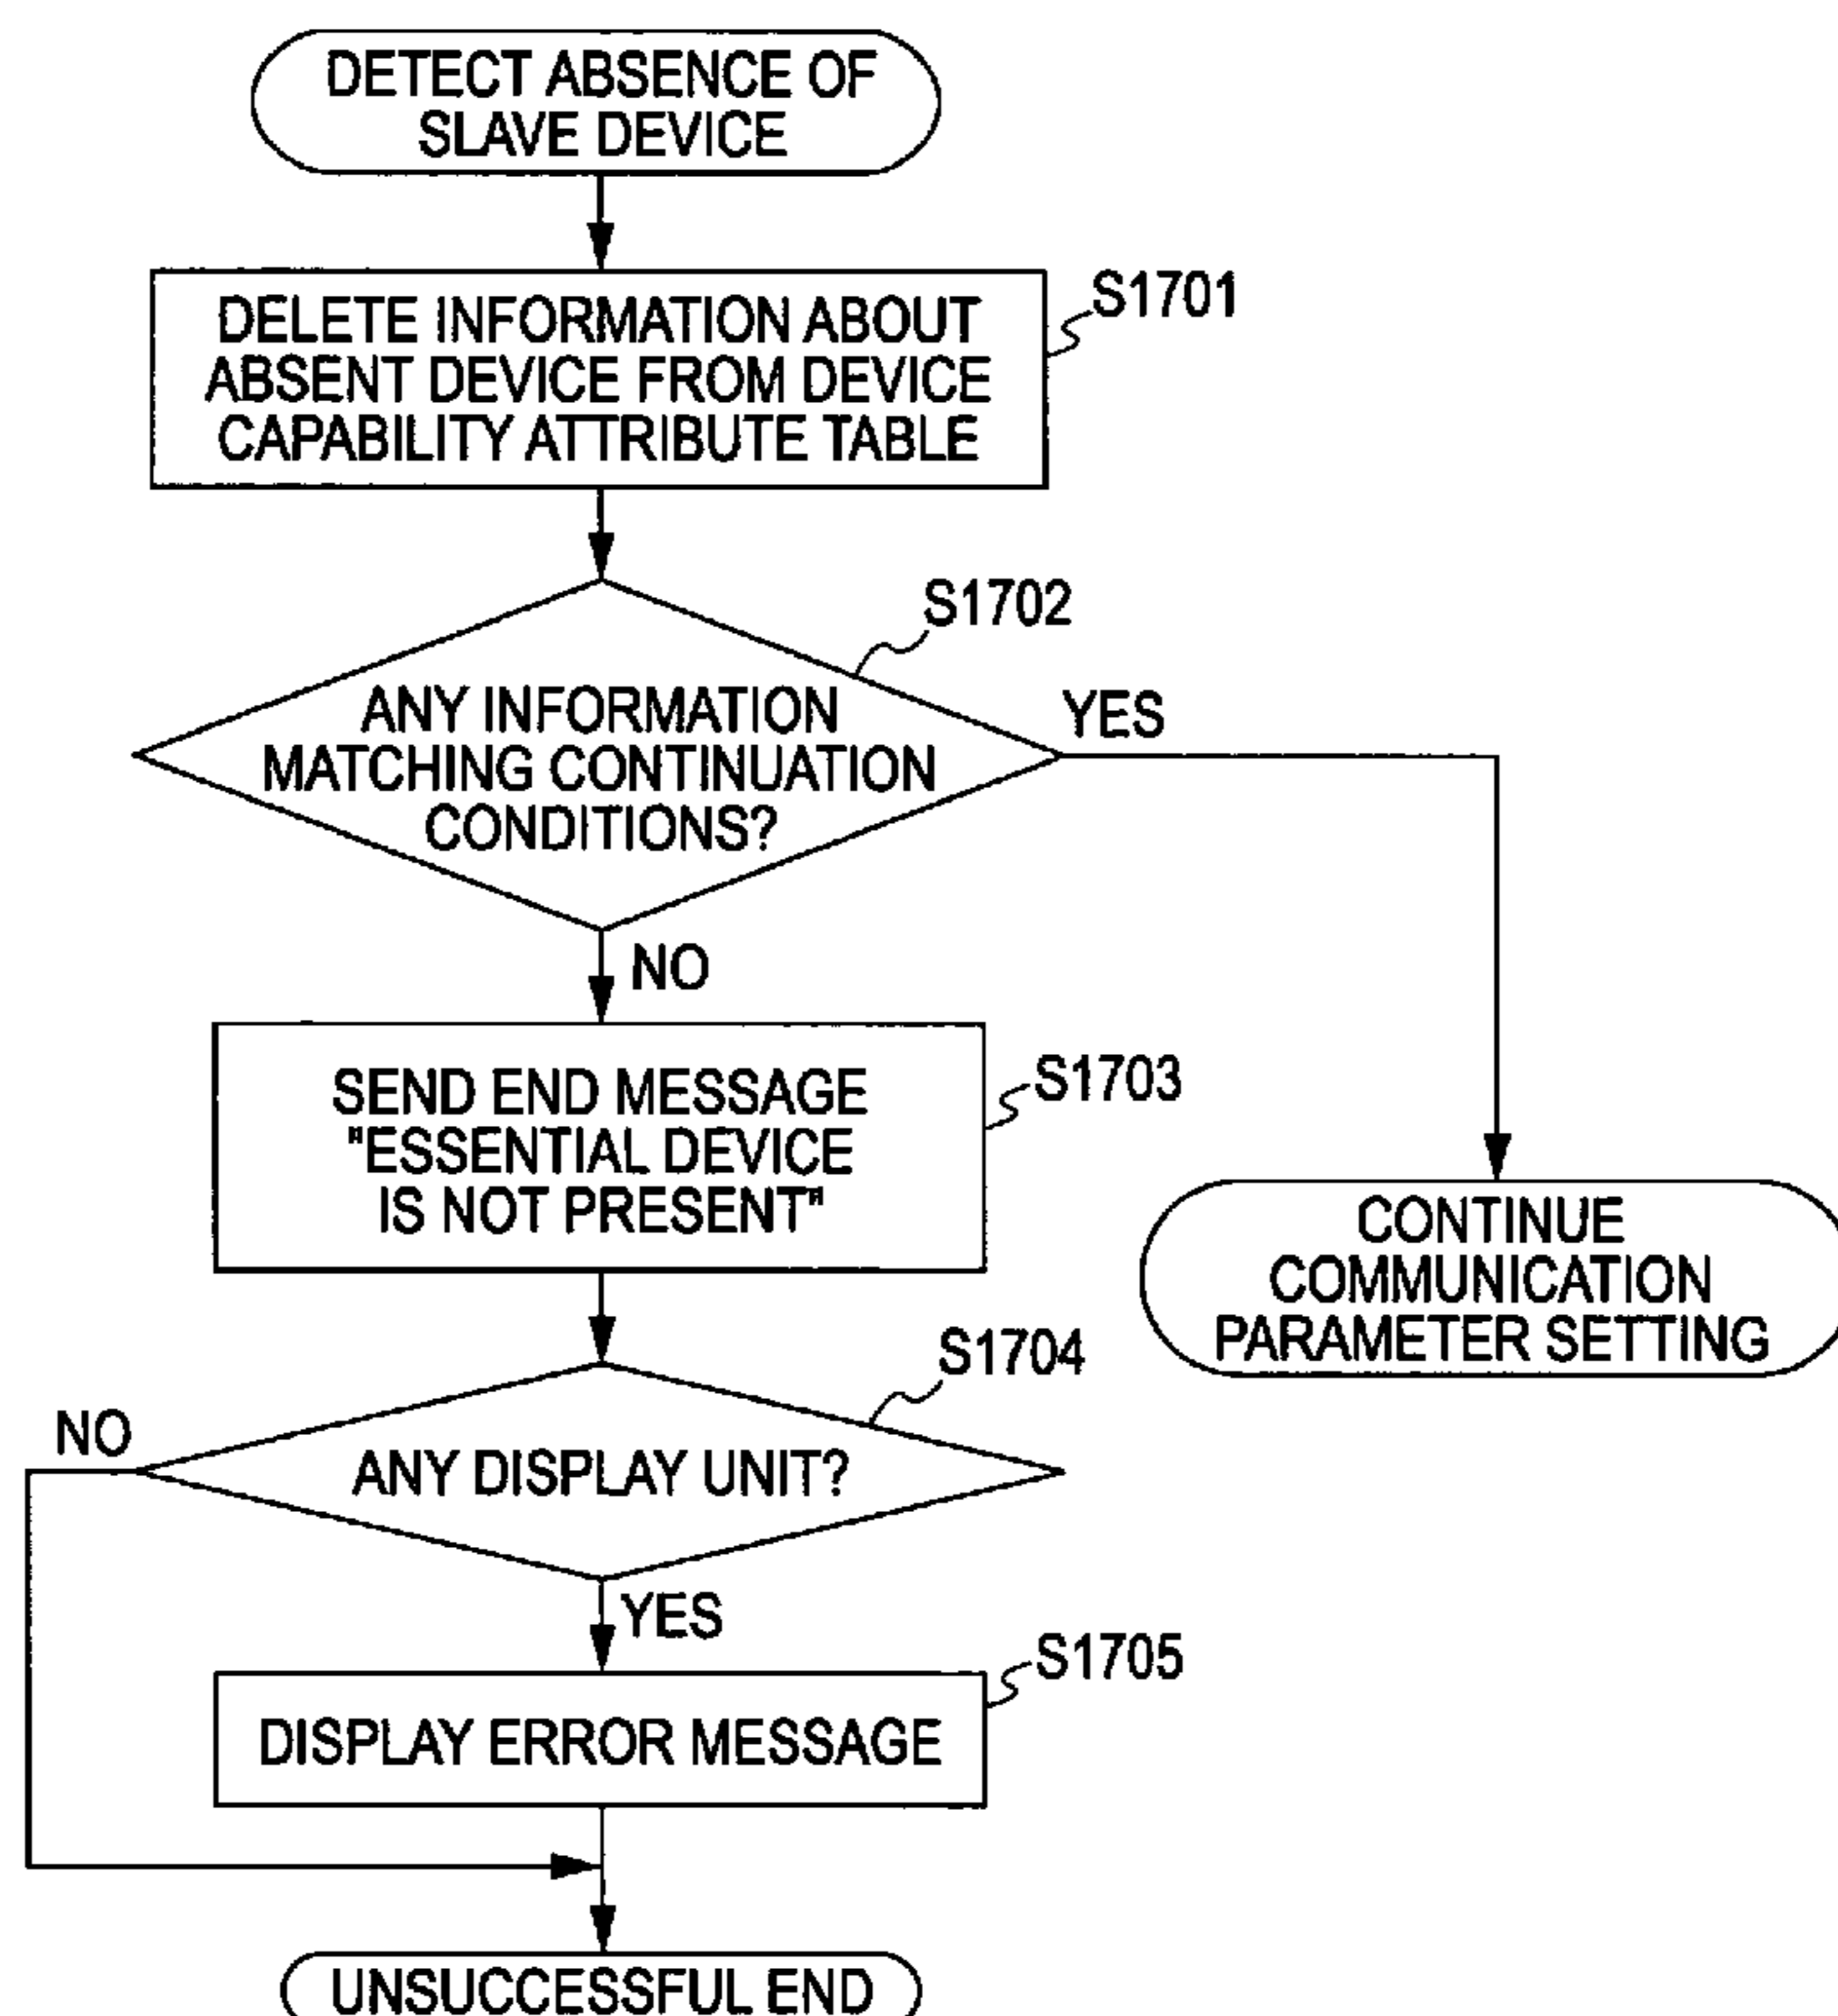 DETECT ABSENCE OF
SLAVE DEVICE
S1701
DELETE INFORMATION ABOUT
ABSENT DEVICE FROM DEVICE
CAPABILITY ATTRIBUTE TABLE
S1702
ANY INFORMATION
MATCHING CONTINUATION
CONDITIONS?
YES
NO
S1703
SEND END MESSAGE
"ESSENTIAL DEVICE
IS NOT PRESENT"
CONTINUE
COMMUNICATION
PARAMETER SETTING
S1704
NO
ANY DISPLAY UNIT?
YES
S1705
DISPLAY ERROR MESSAGE
UNSUCCESSFUL END